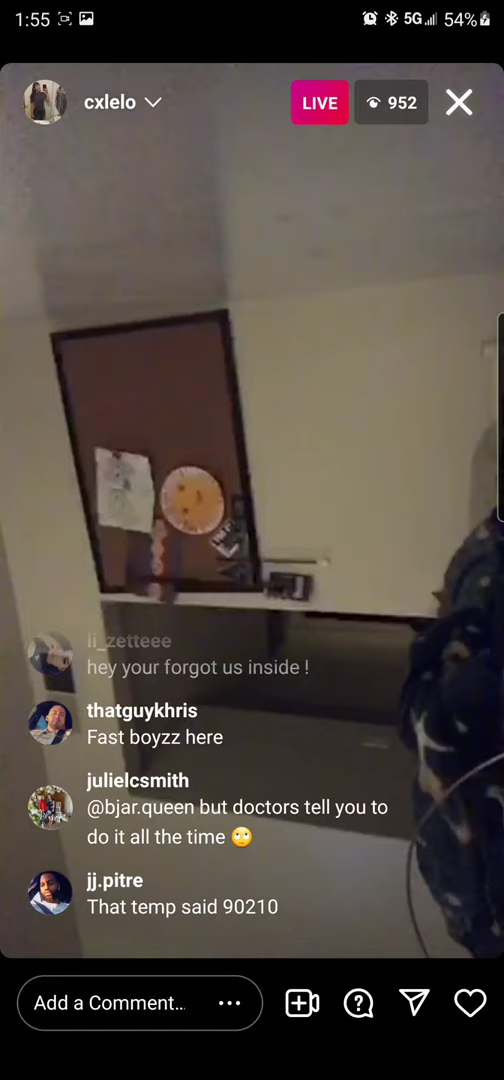 1:55
5G
54%
cxlelo
LIVE
952
li_zetteee
hey your forgot us inside !
thatguykhris
Fast boyzz here
julielcsmith
@bjar.queen but doctors tell you to
do it all the time 🙄
jj.pitre
That temp said 90210
Add a Comment...